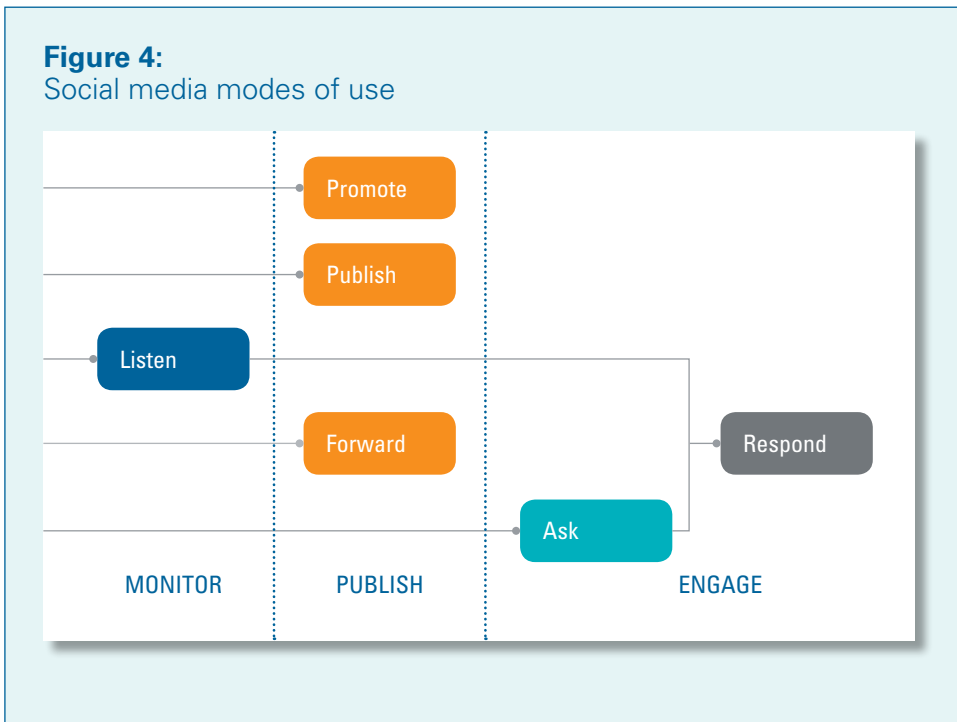 Figure 4:
Social media modes of use
Promote
Publish
Listen
Forward
Respond
Ask
MONITOR
PUBLISH
ENGAGE